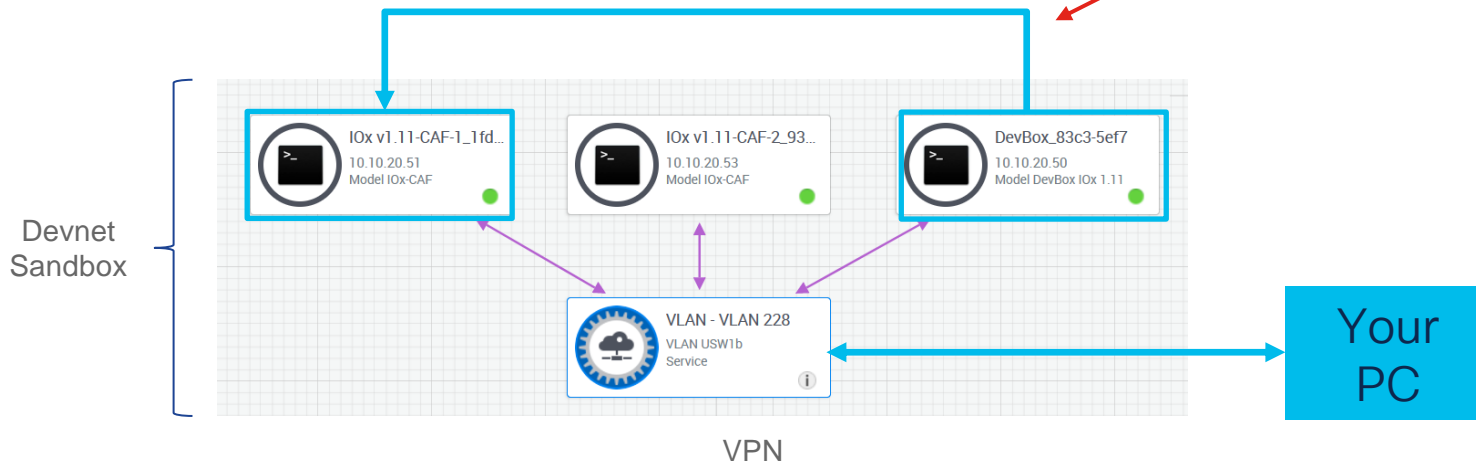 IOx v1.11-CAF-1_1fd...
10.10.20.51
Model IOx-CAF
IOx v1.11-CAF-2_93...
10.10.20.53
Model IOx-CAF
DevBox_83c3-5ef7
10.10.20.50
Model DevBox IOx 1.11
Devnet
Sandbox
VLAN - VLAN 228
VLAN USW1b
Service
i
Your
PC
VPN